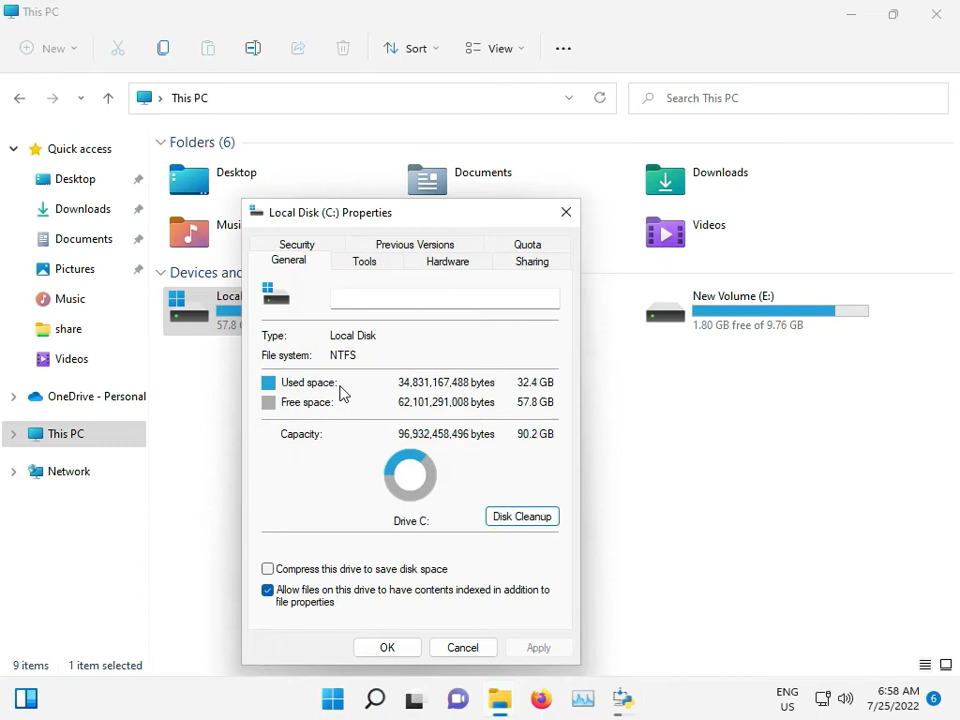 This PC
New
Sort
View
This PC
Search This PC
Quick access
Desktop
Downloads
Documents
Pictures
Music
share
Videos
OneDrive - Personal
This PC
Network
Folders (6)
Desktop
Documents
Downloads
Videos
Devices and
57.8
New Volume (E:)
1.80 GB free of 9.76 GB
Local Disk (C:) Properties
Security
Previous Versions
Quota
General
Tools
Hardware
Sharing
Type: Local Disk
File system: NTFS
Used space: 34,831,167,488 bytes 32.4 GB
Free space: 62,101,291,008 bytes 57.8 GB
Capacity: 96,932,458,496 bytes 90.2 GB
Drive C:
Disk Cleanup
Compress this drive to save disk space
Allow files on this drive to have contents indexed in addition to
file properties
OK
Cancel
Apply
9 items
1 item selected
ENG
US
6:58 AM
7/25/2022
6